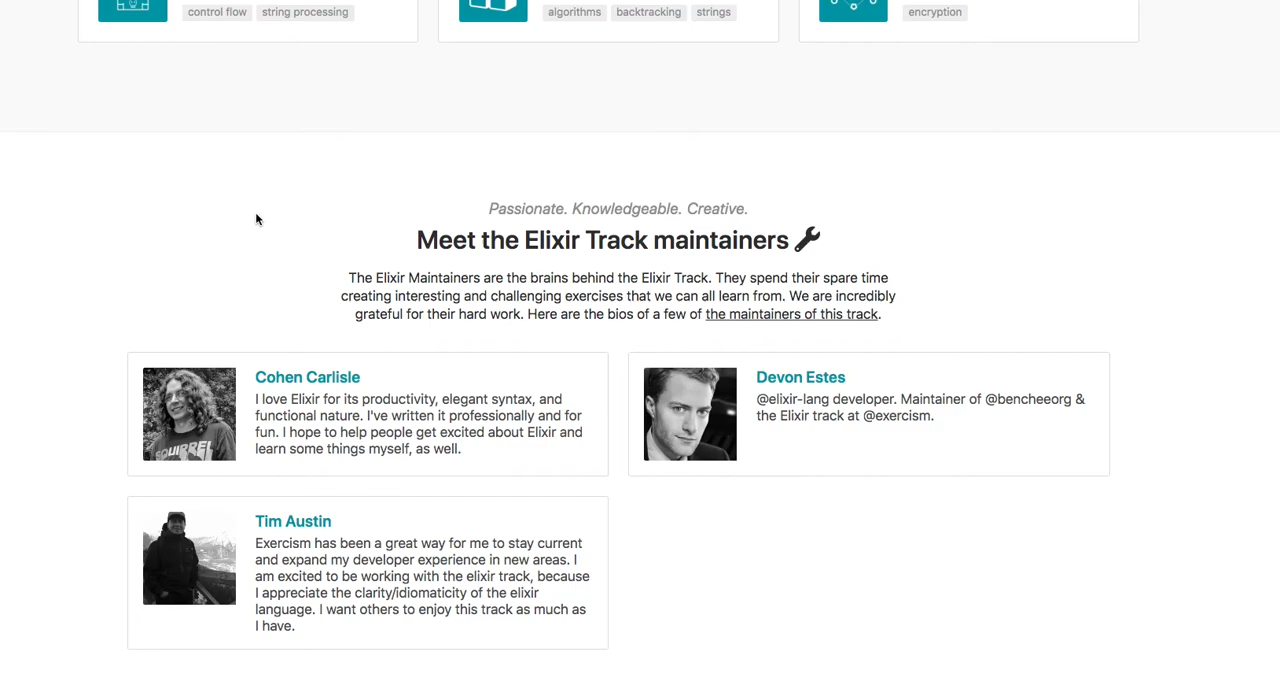 control flow string processing
algorithms backtracking strings
encryption
Passionate. Knowledgeable. Creative.
Meet the Elixir Track maintainers
The Elixir Maintainers are the brains behind the Elixir Track. They spend their spare time
creating interesting and challenging exercises that we can all learn from. We are incredibly
grateful for their hard work. Here are the bios of a few of the maintainers of this track.
Cohen Carlisle
I love Elixir for its productivity, elegant syntax, and
functional nature. I've written it professionally and for
fun. I hope to help people get excited about Elixir and
learn some things myself, as well.
SQUIRREL
Devon Estes
@elixir-lang developer. Maintainer of @bencheeorg &
the Elixir track at @exercism.
Tim Austin
Exercism has been a great way for me to stay current
and expand my developer experience in new areas. I
am excited to be working with the elixir track, because
I appreciate the clarity/idiomaticity of the elixir
language. I want others to enjoy this track as much as
I have.